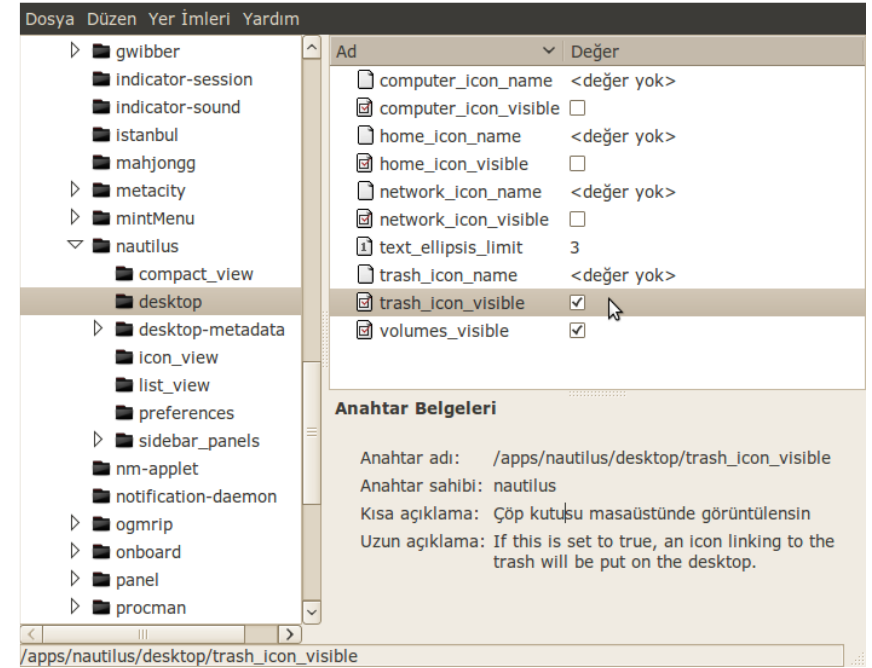 Dosya Düzen Yer İmleri Yardım
gwibber
indicator-session
indicator-sound
istanbul
mahjongg
metacity
mintMenu
nautilus
compact_view
desktop
desktop-metadata
icon_view
list_view
preferences
sidebar_panels
nm-applet
notification-daemon
ogmrip
onboard
panel
procman
Ad Değer
computer_icon_name <değer yok>
computer_icon_visible
home_icon_name <değer yok>
home_icon_visible
network_icon_name <değer yok>
network_icon_visible
text_ellipsis_limit 3
trash_icon_name <değer yok>
trash_icon_visible
volumes_visible
Anahtar Belgeleri
Anahtar adı: /apps/nautilus/desktop/trash_icon_visible
Anahtar sahibi: nautilus
Kısa açıklama: Çöp kutusu masaüstünde görüntülensin
Uzun açıklama: If this is set to true, an icon linking to the
trash will be put on the desktop.
/apps/nautilus/desktop/trash_icon_visible